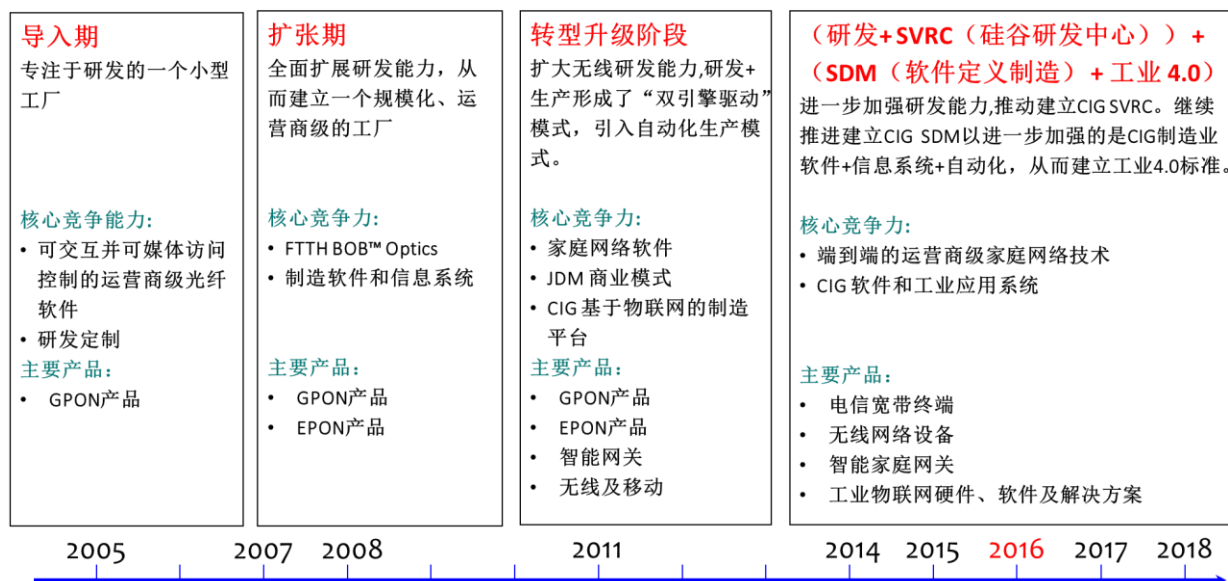 导入期
专注于研发的一个小型
工厂
核心竞争能力:
• 可交互并可媒体访问
控制的运营商级光纤
软件
• 研发定制
主要产品：
• GPON产品
扩张期
全面扩展研发能力，从
而建立一个规模化、运
营商级的工厂
核心竞争力:
• FTTH BOB™ Optics
• 制造软件和信息系统
主要产品：
• GPON产品
• EPON产品
转型升级阶段
扩大无线研发能力,研发+
生产形成了“双引擎驱动”
模式，引入自动化生产模
式。
核心竞争力:
• 家庭网络软件
• JDM 商业模式
• CIG 基于物联网的制造
平台
主要产品：
• GPON产品
• EPON产品
• 智能网关
• 无线及移动
（研发+SVRC（硅谷研发中心））+
（SDM（软件定义制造）+工业 4.0）
进一步加强研发能力,推动建立CIG SVRC。继续
推进建立CIG SDM以进一步加强的是CIG制造业
软件+信息系统+自动化，从而建立工业4.0标准。
核心竞争力:
• 端到端的运营商级家庭网络技术
• CIG 软件和工业应用系统
主要产品：
• 电信宽带终端
• 无线网络设备
• 智能家庭网关
• 工业物联网硬件、软件及解决方案
2005 2007 2008 2011 2014 2015 2016 2017 2018